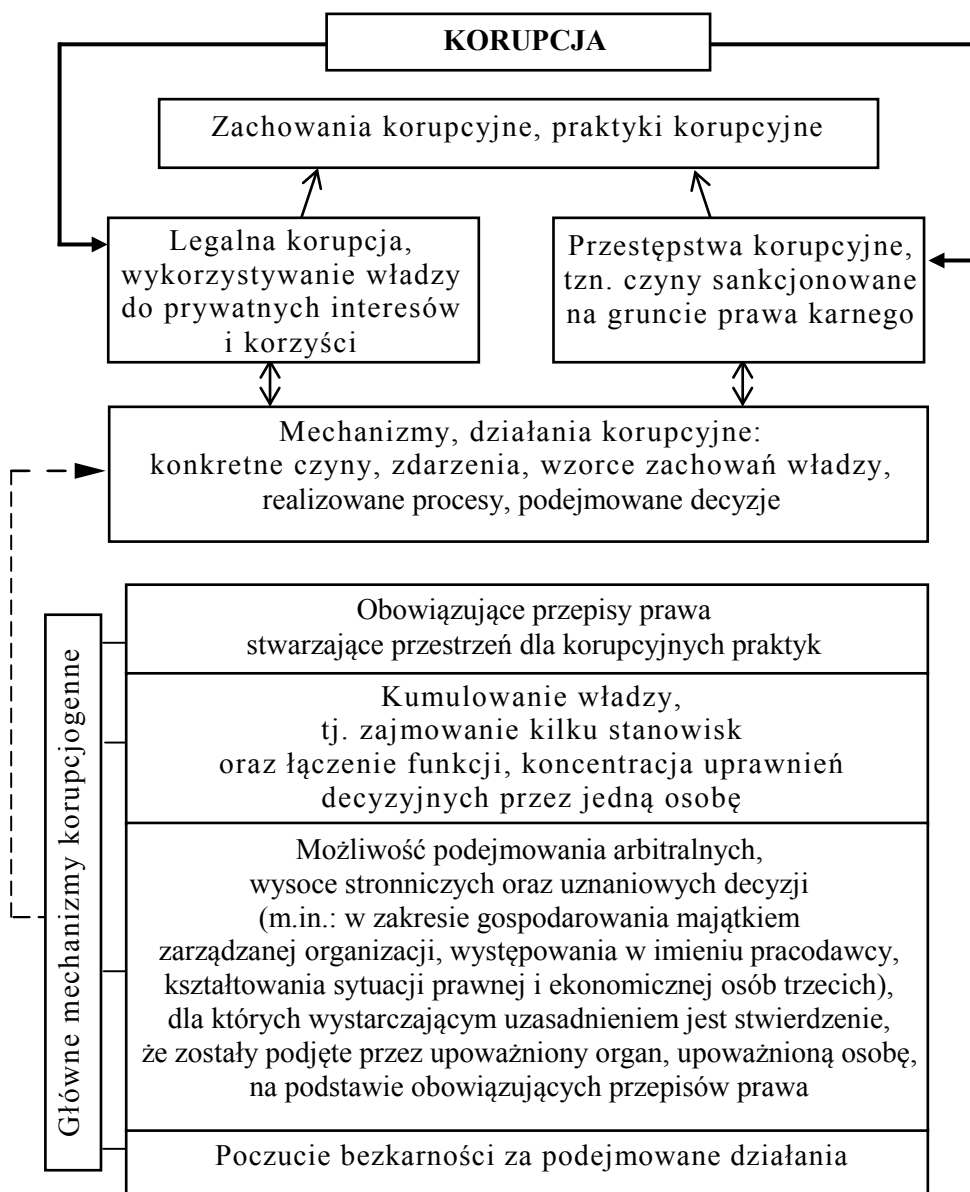 KORUPCJA
Zachowania korupcyjne, praktyki korupcyjne
Legalna korupcja,
wykorzystywanie władzy
do prywatnych interesów
i korzyści
Przestępstwa korupcyjne,
tzn. czyny sankcjonowane
na gruncie prawa karnego
Mechanizmy, działania korupcyjne:
konkretne czyny, zdarzenia, wzorce zachowań władzy,
realizowane procesy, podejmowane decyzje
Główne mechanizmy korupcjogenne
Obowiązujące przepisy prawa
stwarzające przestrzeń dla korupcyjnych praktyk
Kumulowanie władzy,
tj. zajmowanie kilku stanowisk
oraz łączenie funkcji, koncentracja uprawnień
decyzyjnych przez jedną osobę
Możliwość podejmowania arbitralnych,
wysoce stronniczych oraz uznaniowych decyzji
(m.in.: w zakresie gospodarowania majątkiem
zarządzanej organizacji, występowania w imieniu pracodawcy,
kształtowania sytuacji prawnej i ekonomicznej osób trzecich),
dla których wystarczającym uzasadnieniem jest stwierdzenie,
że zostały podjęte przez upoważniony organ, upoważnioną osobę,
na podstawie obowiązujących przepisów prawa
Poczucie bezkarności za podejmowane działania